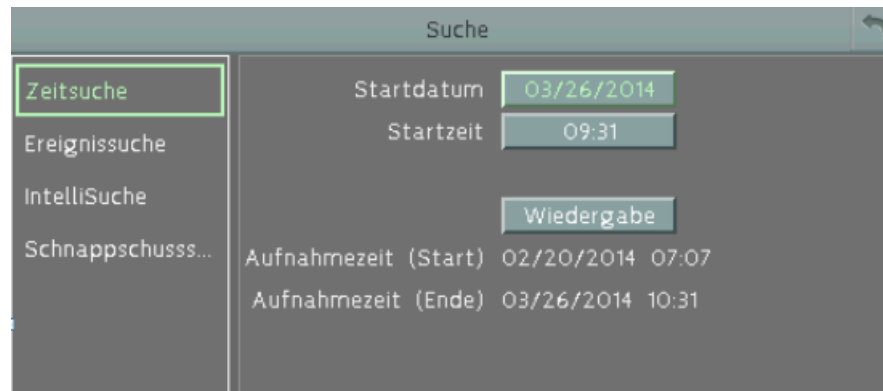 Suche
Zeitsuche
Ereignissuche
IntelliSuche
Schnappschusss...
Startdatum 03/26/2014
Startzeit 09:31
Wiedergabe
Aufnahmezeit (Start) 02/20/2014 07:07
Aufnahmezeit (Ende) 03/26/2014 10:31